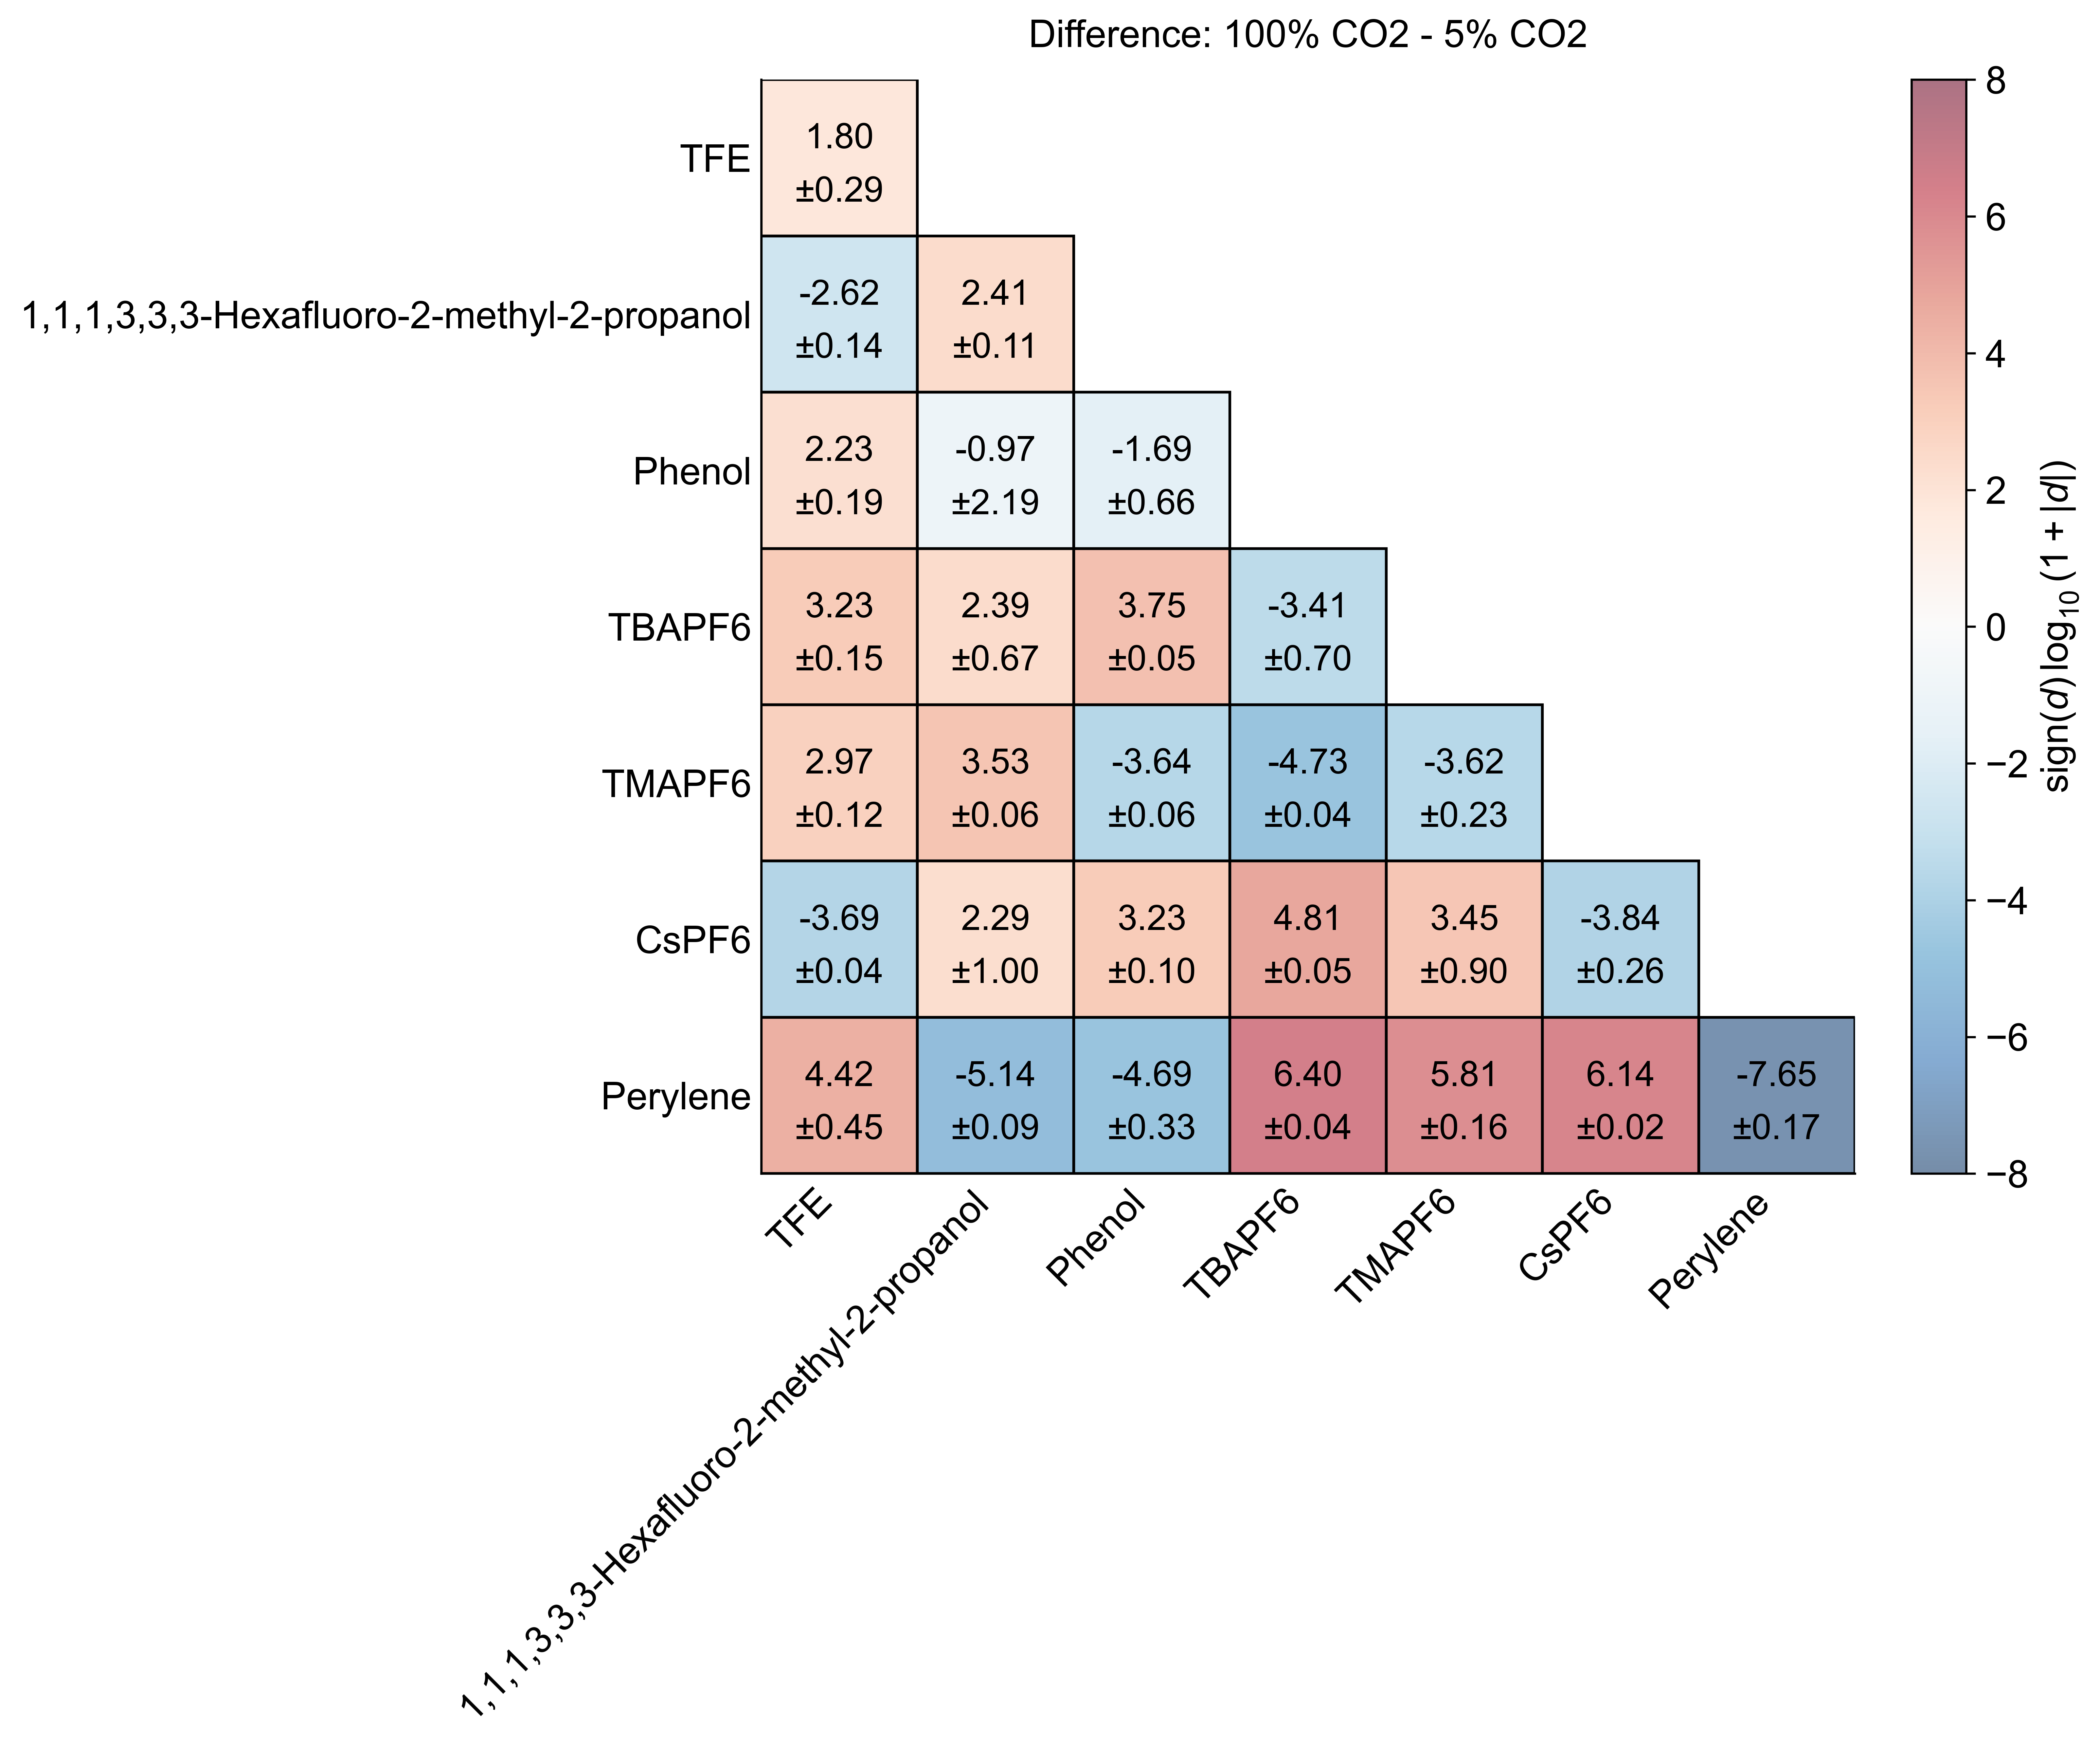 Difference: 100% CO2 - 5% CO2
TFE
1.80
±0.29
1,1,1,3,3,3-Hexafluoro-2-methyl-2-propanol
-2.62 2.41
±0.14 ±0.11
Phenol
2.23 -0.97 -1.69
±0.19 ±2.19 ±0.66
TBAPF6
3.23 2.39 3.75 -3.41
±0.15 ±0.67 ±0.05 ±0.70
TMAPF6
2.97 3.53 -3.64 -4.73 -3.62
±0.12 ±0.06 ±0.06 ±0.04 ±0.23
CsPF6
-3.69 2.29 3.23 4.81 3.45 -3.84
±0.04 ±1.00 ±0.10 ±0.05 ±0.90 ±0.26
Perylene
4.42 -5.14 -4.69 6.40 5.81 6.14 -7.65
±0.45 ±0.09 ±0.33 ±0.04 ±0.16 ±0.02 ±0.17
TFE
1,1,1,3,3,3-Hexafluoro-2-methyl-2-propanol
Phenol
TBAPF6
TMAPF6
CsPF6
Perylene
8
6
4
2
0
−2
−4
−6
−8
sign(d) log₁₀ (1 + |d|)